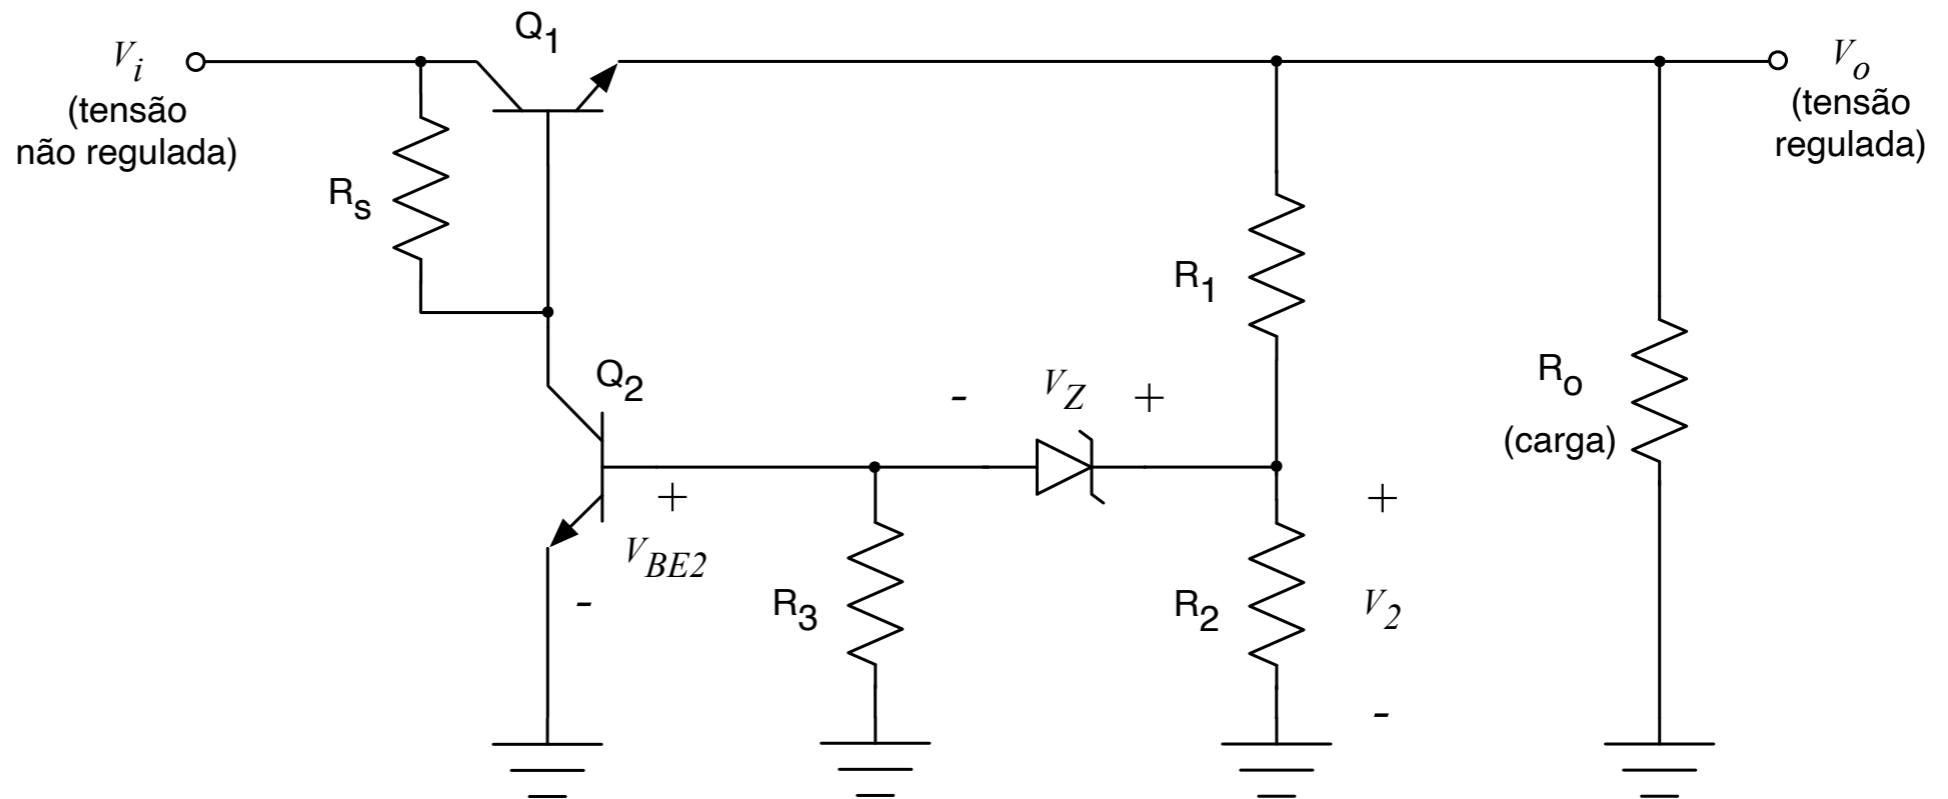 Q1
Vi
(tensão
não regulada)
Vo
(tensão
regulada)
Rs
R1
Q2
VZ
- +
Ro
(carga)
+
VBE2
-
R3
R2
+
V2
-